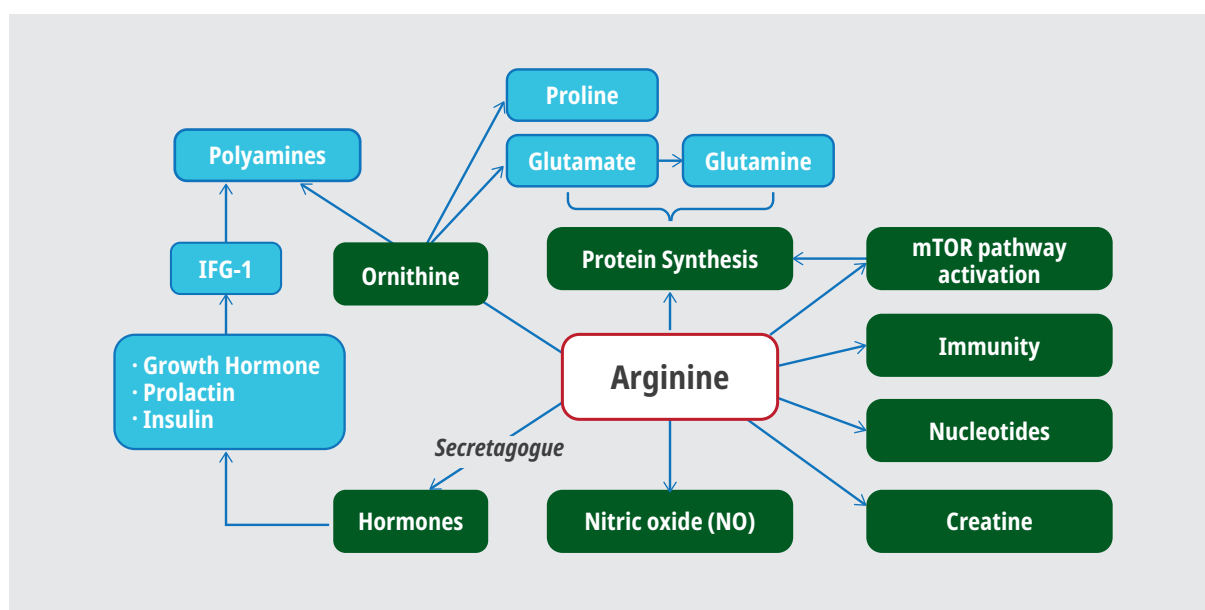 Proline
Polyamines
Glutamate
Glutamine
IFG-1
Ornithine
Protein Synthesis
mTOR pathway
activation
· Growth Hormone
· Prolactin
· Insulin
Arginine
Immunity
Nucleotides
Secretagogue
Hormones
Nitric oxide (NO)
Creatine